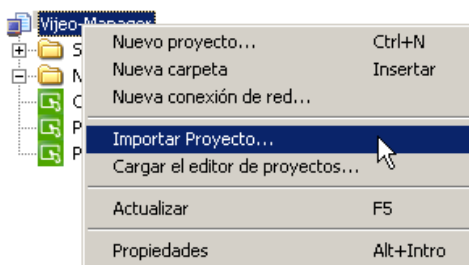 Vijeo-Manager
S
Nuevo proyecto... Ctrl+N
N
Nueva carpeta Insertar
C
Nueva conexión de red...
P
Importar Proyecto...
P
Cargar el editor de proyectos...
Actualizar F5
Propiedades Alt+Intro